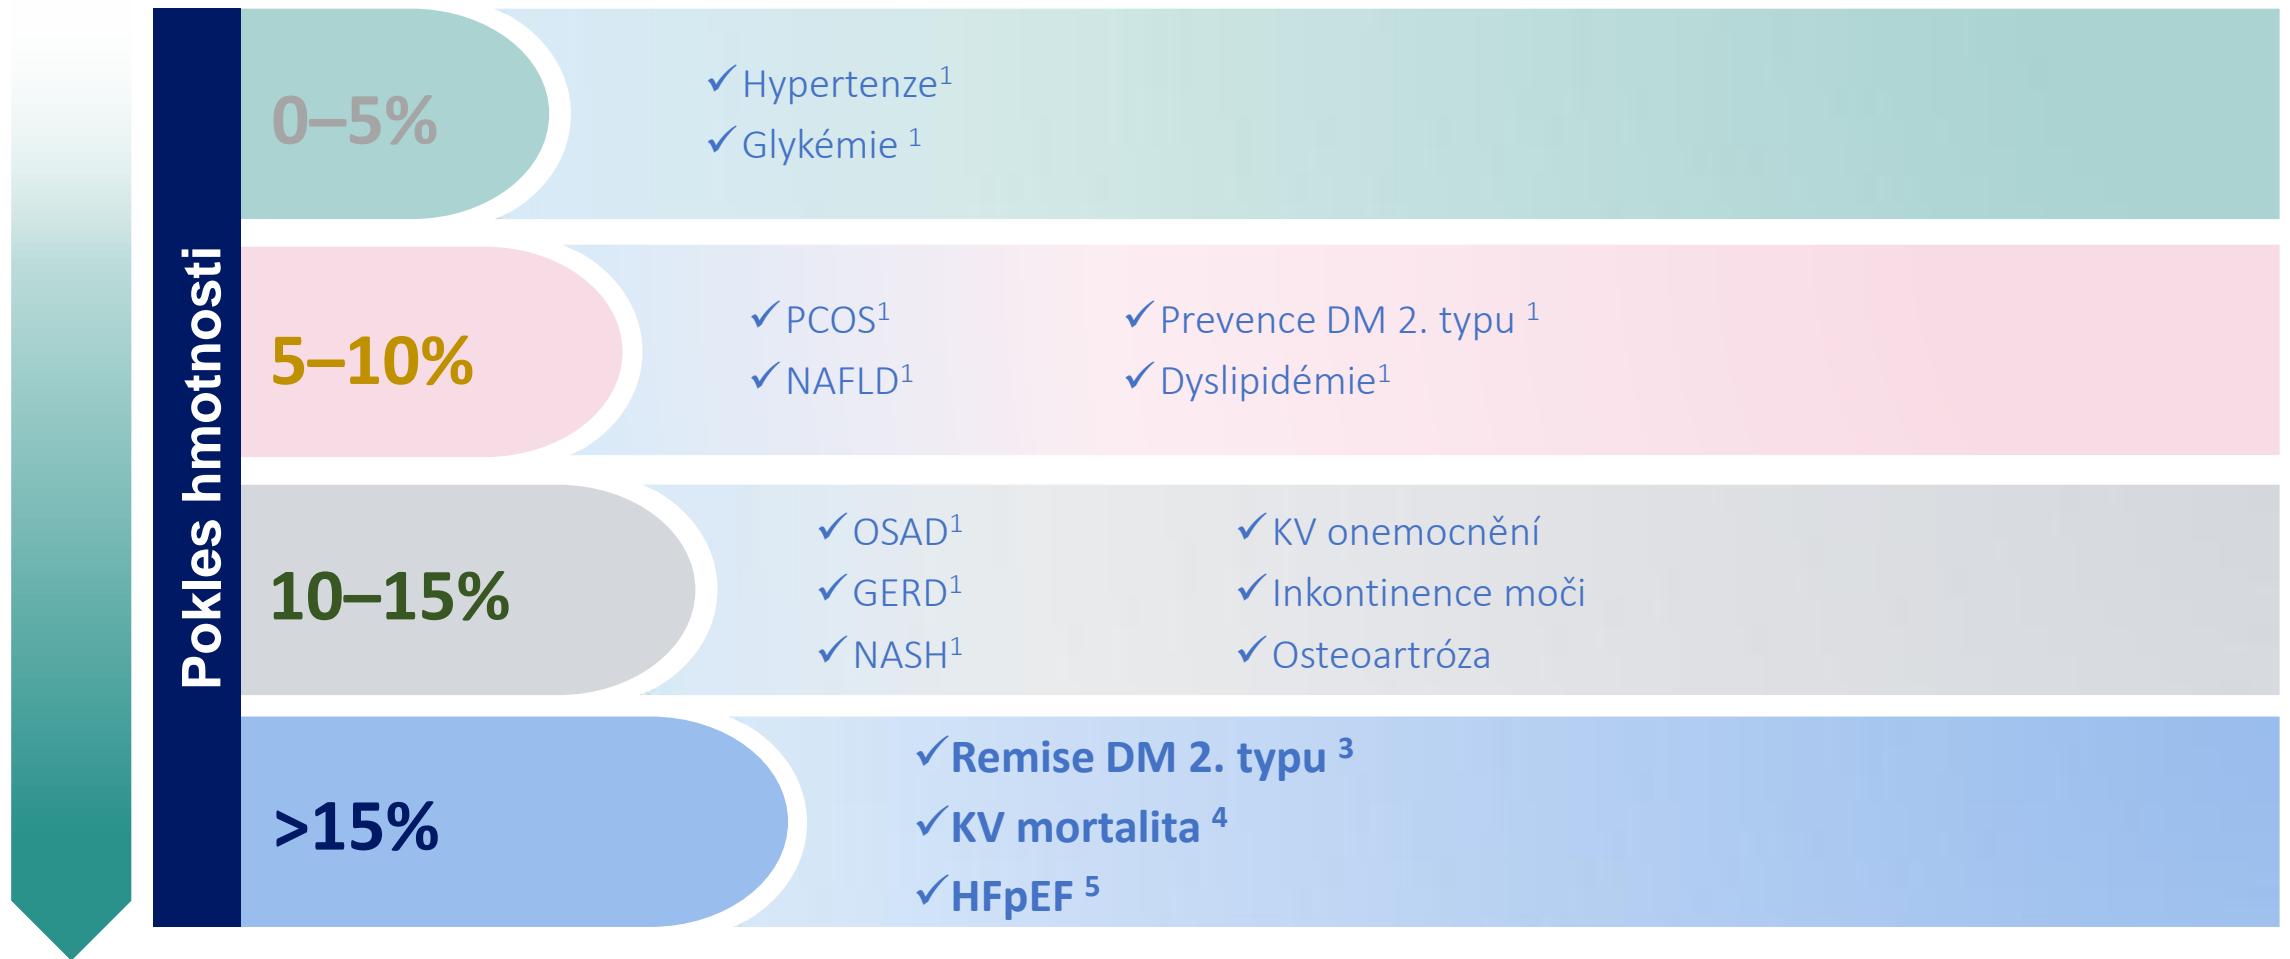 Pokles hmotnosti
0–5%
✓Hypertenze¹
✓Glykémie ¹
5–10%
✓PCOS¹
✓NAFLD¹
✓Prevence DM 2. typu ¹
✓Dyslipidémie¹
10–15%
✓OSAD¹
✓GERD¹
✓NASH¹
✓KV onemocnění
✓Inkontinence moči
✓Osteoartróza
>15%
✓Remise DM 2. typu ³
✓KV mortalita ⁴
✓HFpEF ⁵